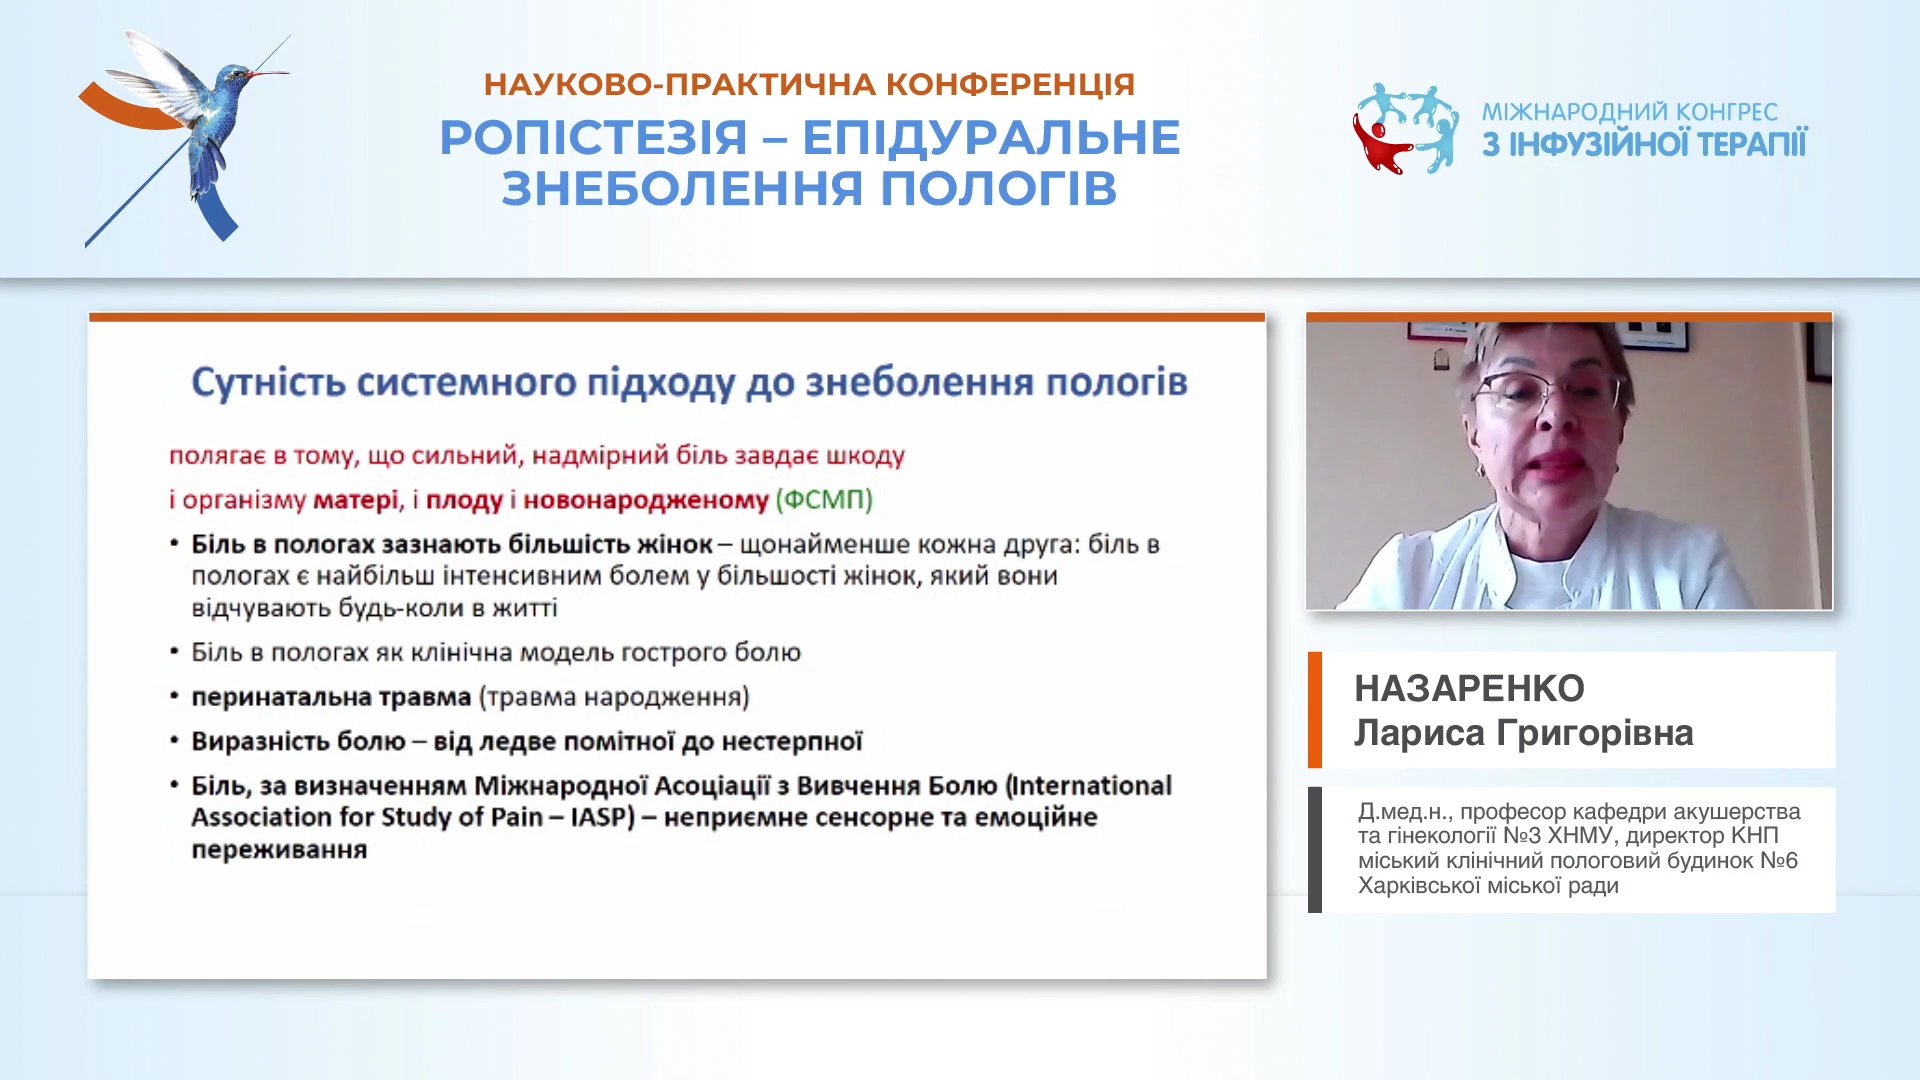 НАУКОВО-ПРАКТИЧНА КОНФЕРЕНЦІЯ
РОПІСТЕЗІЯ – ЕПІДУРАЛЬНЕ
ЗНЕБОЛЕННЯ ПОЛОГІВ
МІЖНАРОДНИЙ КОНГРЕС
З ІНФУЗІЙНОЇ ТЕРАПІЇ
Сутність системного підходу до знеболення пологів
полягає в тому, що сильний, надмірний біль завдає шкоду
і організму матері, і плоду і новонародженому (ФСМП)
• Біль в пологах зазнають більшість жінок – щонайменше кожна друга: біль в
пологах є найбільш інтенсивним болем у більшості жінок, який вони
відчувають будь-коли в житті
• Біль в пологах як клінічна модель гострого болю
• перинатальна травма (травма народження)
• Виразність болю – від ледве помітної до нестерпної
• Біль, за визначенням Міжнародної Асоціації з Вивчення Болю (International
Association for Study of Pain – IASP) – неприємне сенсорне та емоційне
переживання
НАЗАРЕНКО
Лариса Григорівна
Д.мед.н., професор кафедри акушерства
та гінекології №3 ХНМУ, директор КНП
міський клінічний пологовий будинок №6
Харківської міської ради